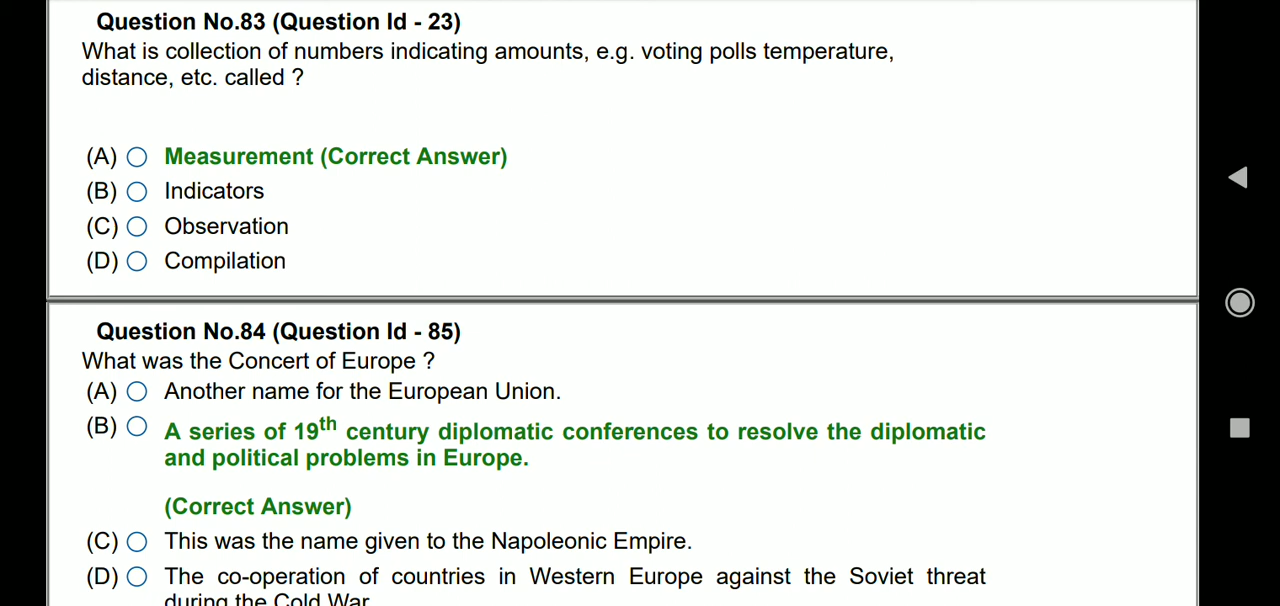 Question No.83 (Question Id - 23)
What is collection of numbers indicating amounts, e.g. voting polls temperature,
distance, etc. called ?
(A) Measurement (Correct Answer)
(B) Indicators
(C) Observation
(D) Compilation
Question No.84 (Question Id - 85)
What was the Concert of Europe ?
(A) Another name for the European Union.
(B) A series of 19th century diplomatic conferences to resolve the diplomatic
and political problems in Europe.
(Correct Answer)
(C) This was the name given to the Napoleonic Empire.
(D) The co-operation of countries in Western Europe against the Soviet threat
during the Cold War